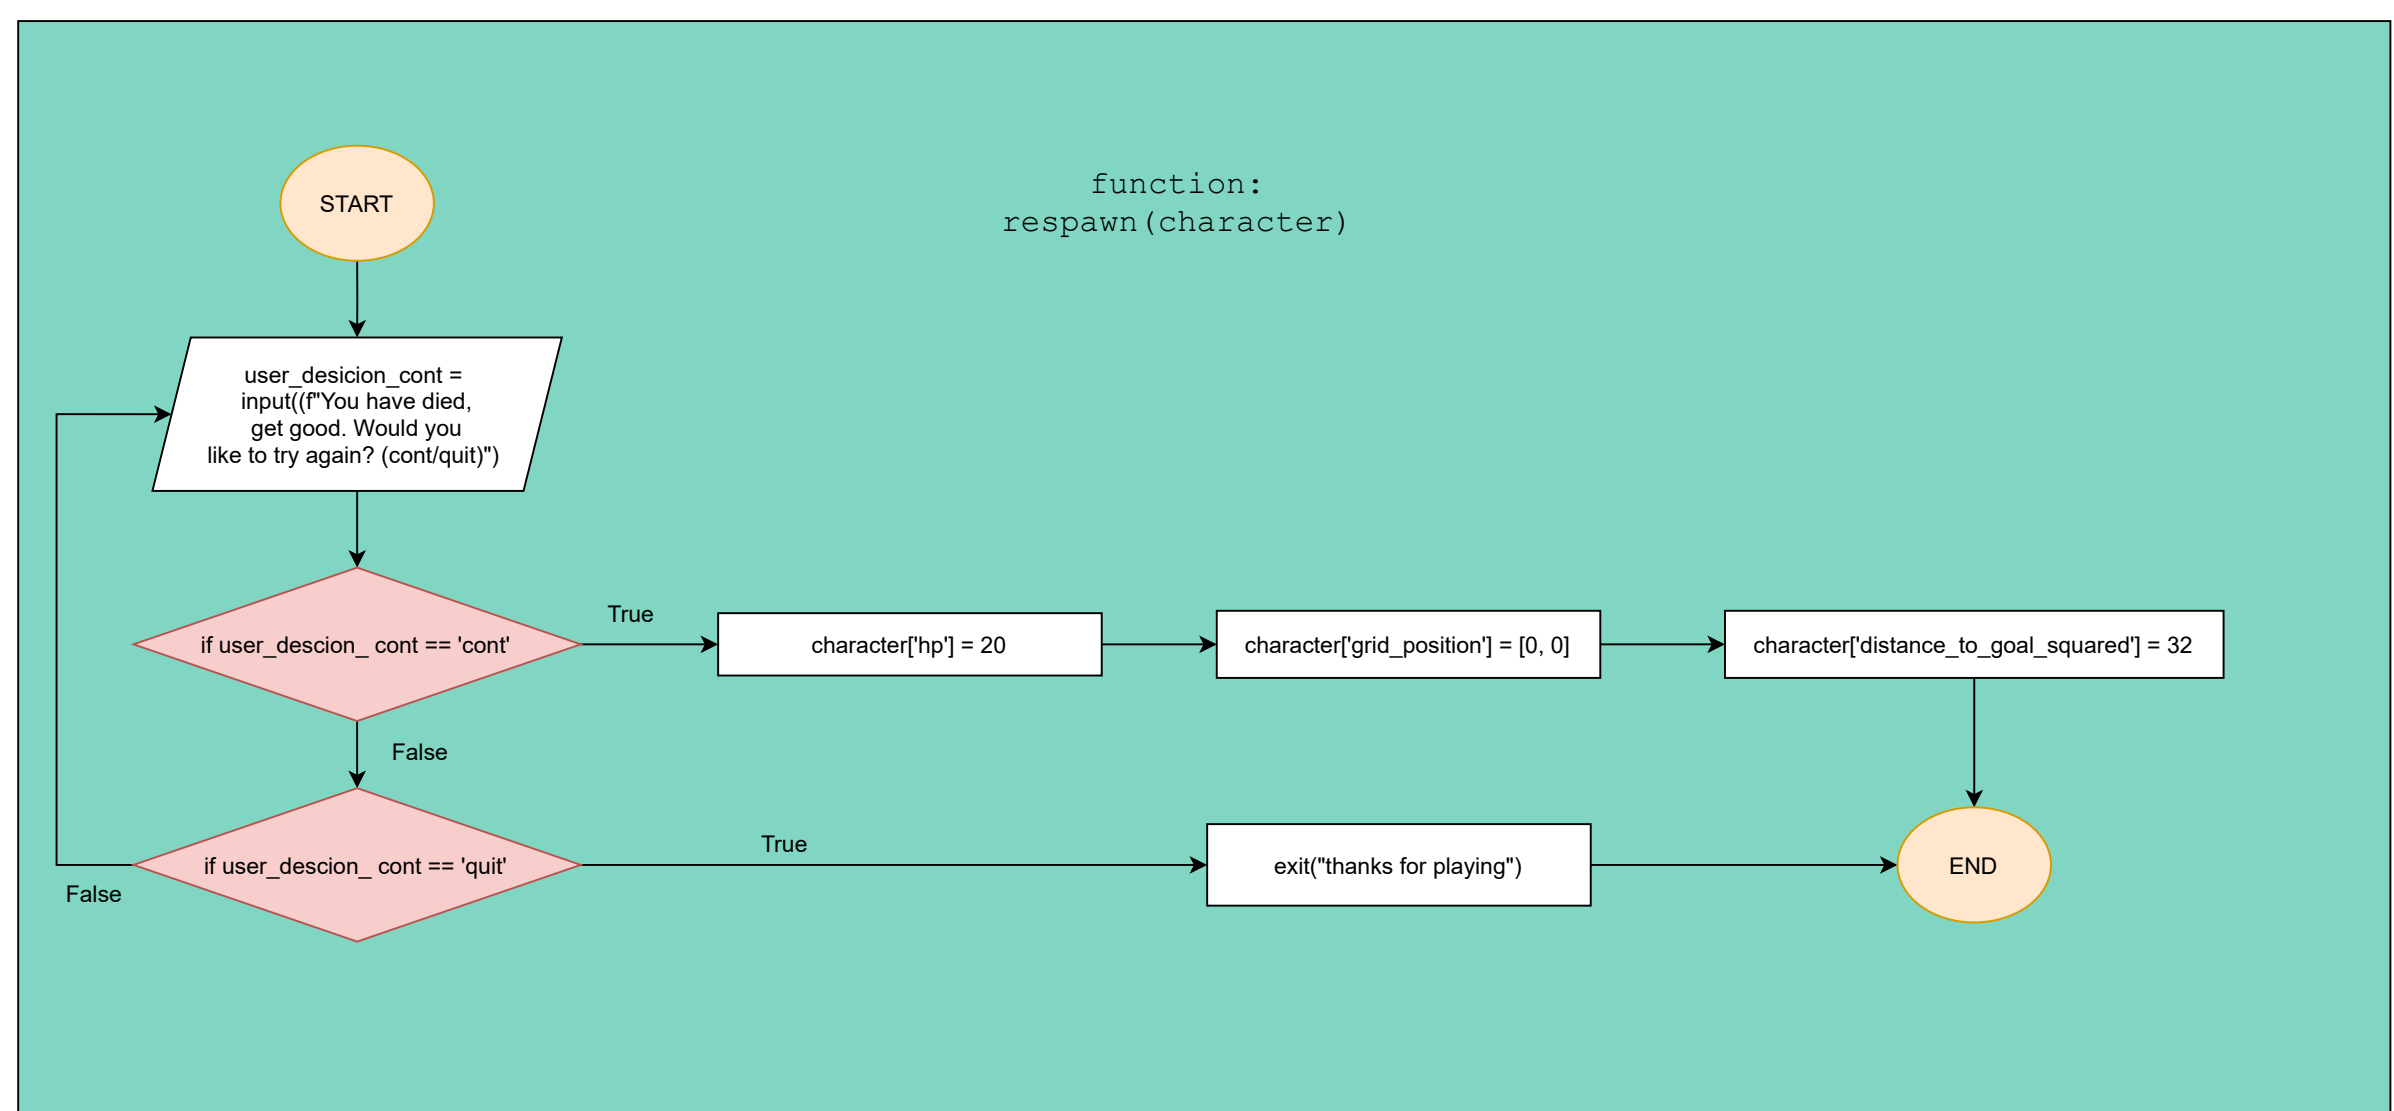 function:
respawn(character)
START
user_desicion_cont =
input((f"You have died,
get good. Would you
like to try again? (cont/quit)")
if user_descion_ cont == 'cont'
True
character['hp'] = 20
character['grid_position'] = [0, 0]
character['distance_to_goal_squared'] = 32
False
if user_descion_ cont == 'quit'
True
exit("thanks for playing")
END
False